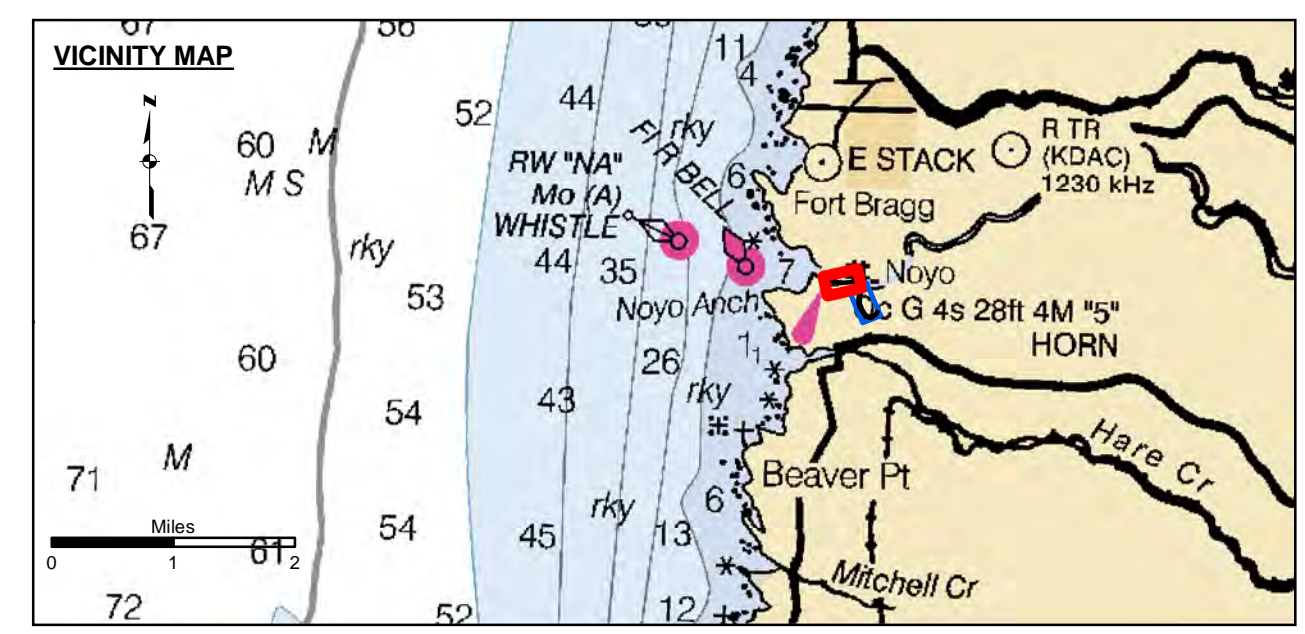 VICINITY MAP
N
67
44
52
60 M
M S
67
rky
53
60
54
M
71
54
Miles
0 1 2
61
72
52
11
4
rky
Fl R BELL
RW "NA"
Mo (A)
WHISTLE
6
44
35
7
Noyo Anch
26
rky
43
rky
6
45
13
12
E STACK
Fort Bragg
R TR
(KDAC)
1230 kHz
Noyo
Oc G 4s 28ft 4M "5"
HORN
Beaver Pt
Hare Cr
Mitchell Cr